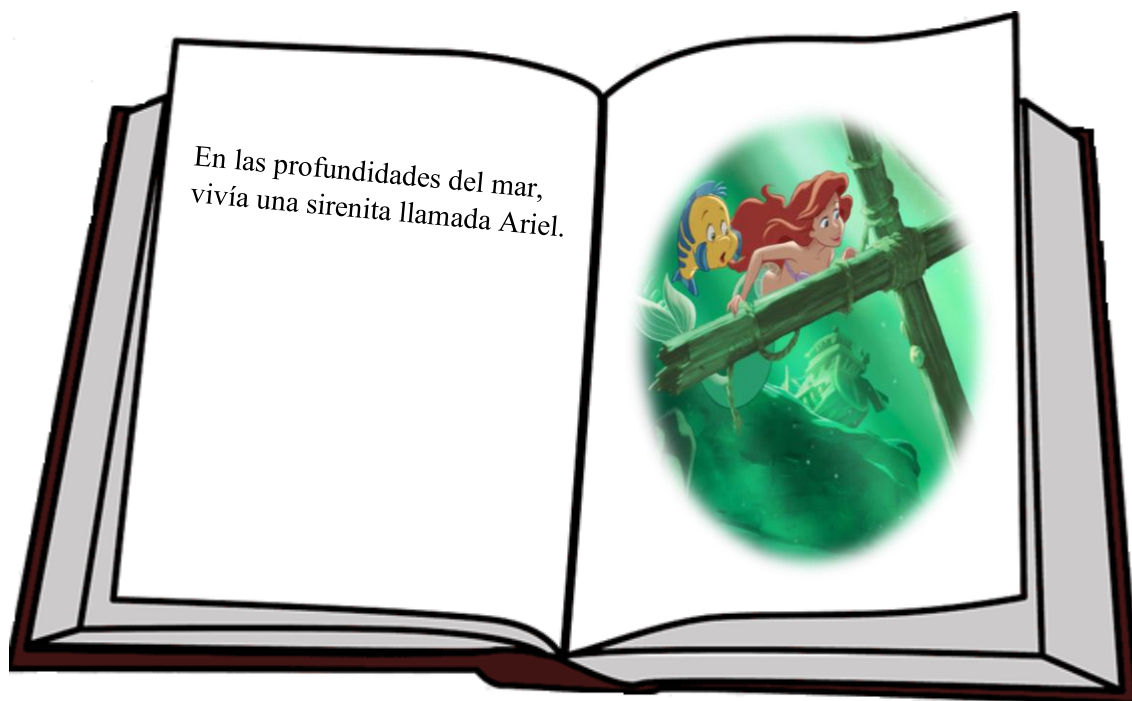 En las profundidades del mar,
vivía una sirenita llamada Ariel.